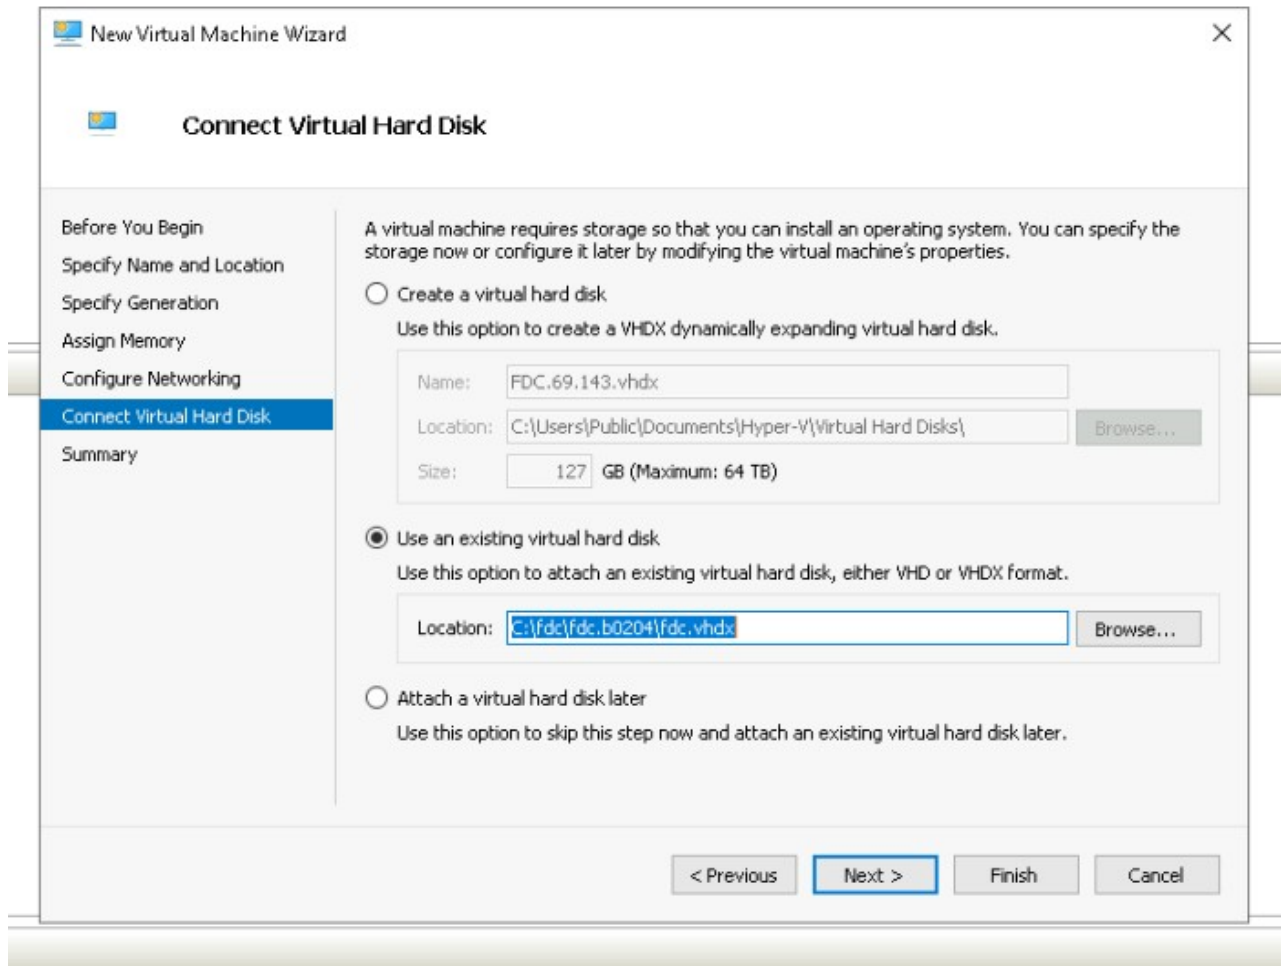 New Virtual Machine Wizard
Connect Virtual Hard Disk
Before You Begin
Specify Name and Location
Specify Generation
Assign Memory
Configure Networking
Connect Virtual Hard Disk
Summary
A virtual machine requires storage so that you can install an operating system. You can specify the
storage now or configure it later by modifying the virtual machine's properties.
Create a virtual hard disk
Use this option to create a VHDX dynamically expanding virtual hard disk.
Name: FDC.69.143.vhdx
Location: C:\Users\Public\Documents\Hyper-V\Virtual Hard Disks\ Browse...
Size: 127 GB (Maximum: 64 TB)
Use an existing virtual hard disk
Use this option to attach an existing virtual hard disk, either VHD or VHDX format.
Location: C:\fdc\fdc.b0204\fdc.vhdx Browse...
Attach a virtual hard disk later
Use this option to skip this step now and attach an existing virtual hard disk later.
< Previous Next > Finish Cancel